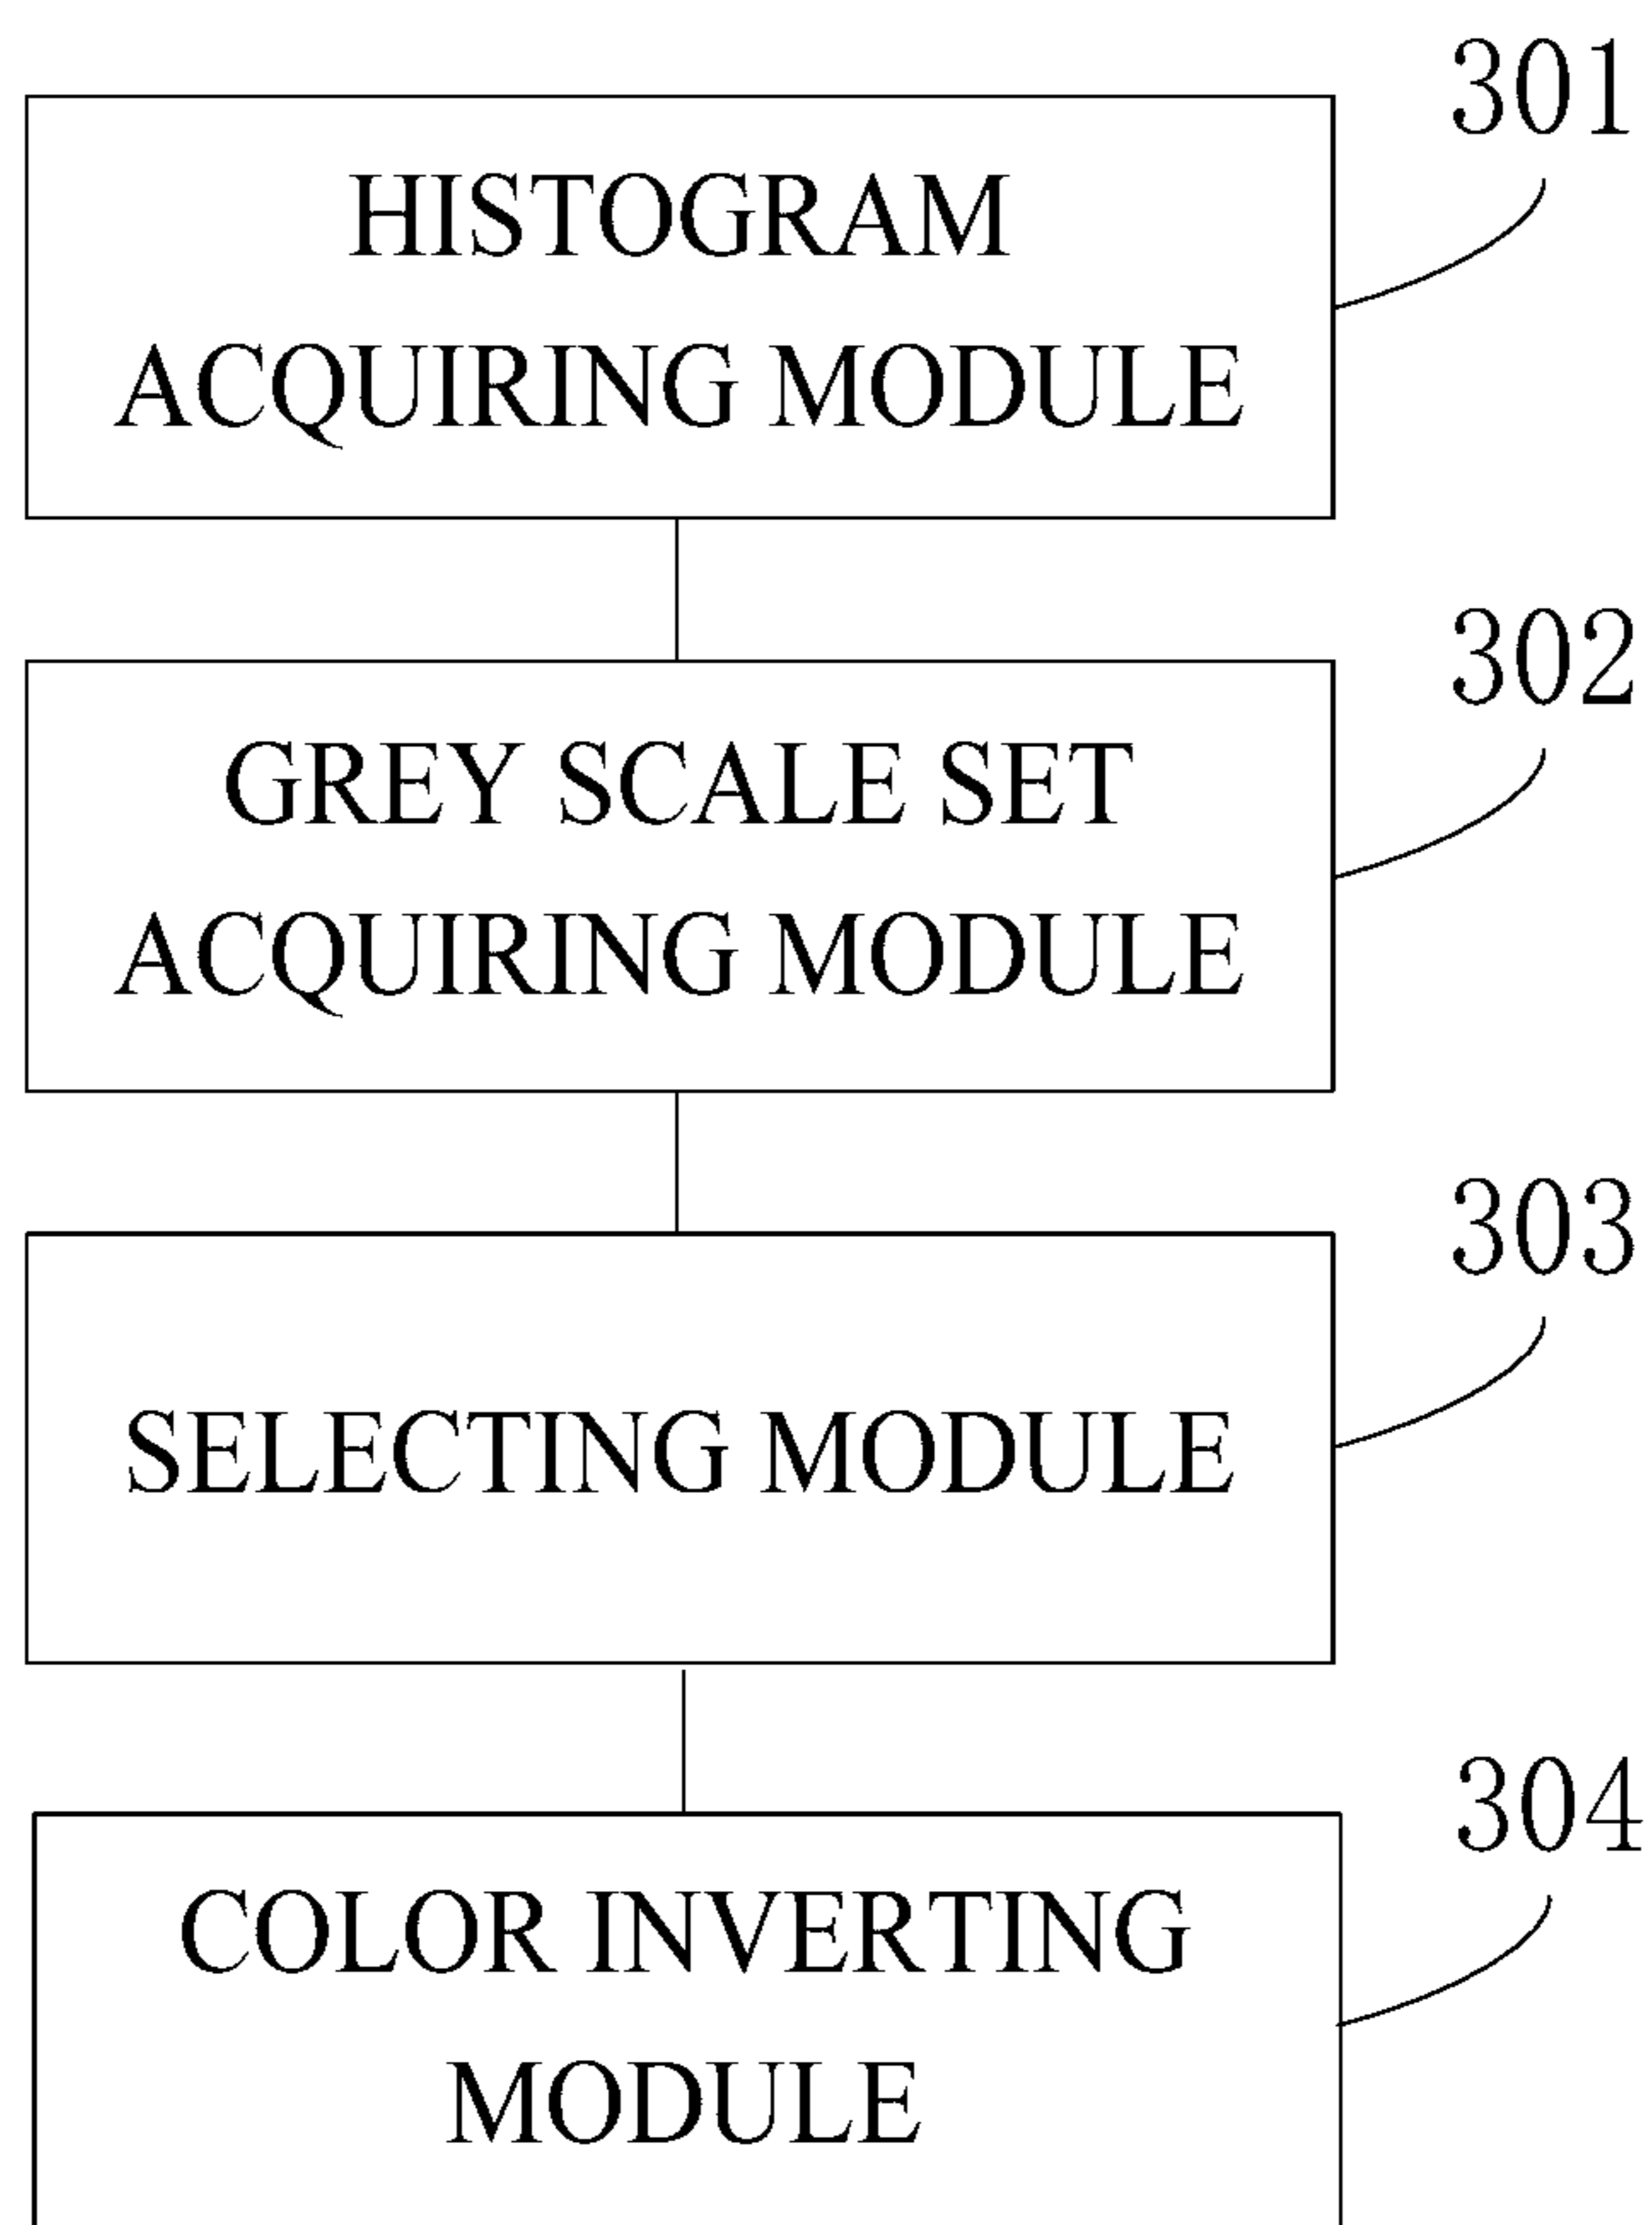 301
HISTOGRAM
ACQUIRING MODULE
302
GREY SCALE SET
ACQUIRING MODULE
303
SELECTING MODULE
304
COLOR INVERTING
MODULE